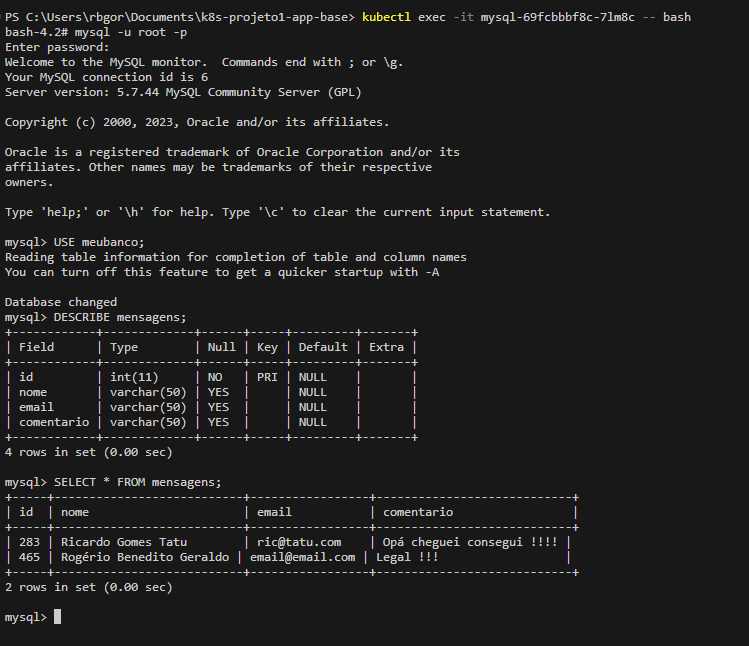 PS C:\Users\rbgor\Documents\k8s-projeto1-app-base> kubectl exec -it mysql-69fcbbbf8c-7lm8c -- bash
bash-4.2# mysql -u root -p
Enter password:
Welcome to the MySQL monitor.  Commands end with ; or \g.
Your MySQL connection id is 6
Server version: 5.7.44 MySQL Community Server (GPL)

Copyright (c) 2000, 2023, Oracle and/or its affiliates.

Oracle is a registered trademark of Oracle Corporation and/or its
affiliates. Other names may be trademarks of their respective
owners.

Type 'help;' or '\h' for help. Type '\c' to clear the current input statement.

mysql> USE meubanco;
Reading table information for completion of table and column names
You can turn off this feature to get a quicker startup with -A

Database changed
mysql> DESCRIBE mensagens;
+------------+-------------+------+-----+---------+-------+
| Field      | Type        | Null | Key | Default | Extra |
+------------+-------------+------+-----+---------+-------+
| id         | int(11)     | NO   | PRI | NULL    |       |
| nome       | varchar(50) | YES  |     | NULL    |       |
| email      | varchar(50) | YES  |     | NULL    |       |
| comentario | varchar(50) | YES  |     | NULL    |       |
+------------+-------------+------+-----+---------+-------+
4 rows in set (0.00 sec)

mysql> SELECT * FROM mensagens;
+-----+-------------------------+----------------+--------------------------+
| id  | nome                    | email          | comentario               |
+-----+-------------------------+----------------+--------------------------+
| 283 | Ricardo Gomes Tatu       | ric@tatu.com    | Opá cheguei consegui !!!! |
| 465 | Rogério Benedito Geraldo | email@email.com | Legal !!!                 |
+-----+-------------------------+----------------+--------------------------+
2 rows in set (0.00 sec)

mysql>